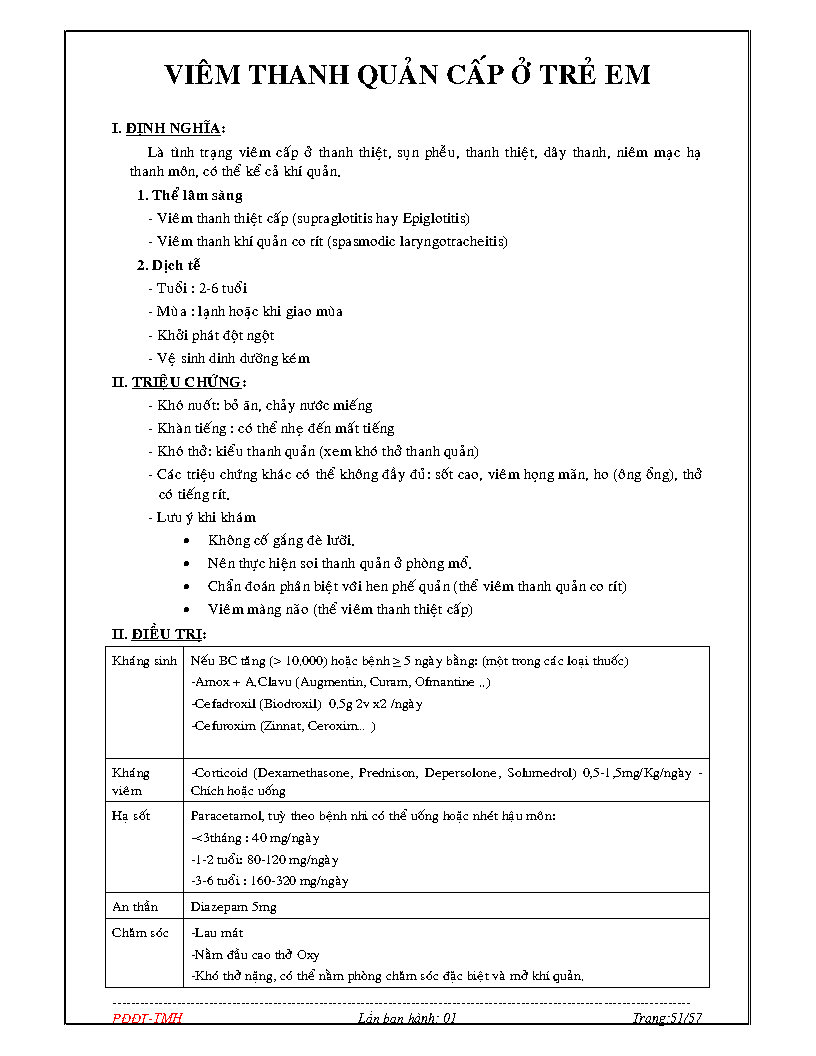 VIÊM THANH QUẢN CẤP Ở TRẺ EM
I. ĐỊNH NGHĨA:
Là tình trạng viêm cấp ở thanh thiệt, sụn phễu, thanh thiệt, dây thanh, niêm mạc hạ
thanh môn, có thể kể cả khí quản.
1. Thể lâm sàng
- Viêm thanh thiệt cấp (supraglotitis hay Epiglotitis)
- Viêm thanh khí quản co rít (spasmodic laryngotracheitis)
2. Dịch tễ
- Tuổi : 2-6 tuổi
- Mùa : lạnh hoặc khi giao mùa
- Khởi phát đột ngột
- Vệ sinh dinh dưỡng kém
II. TRIỆU CHỨNG:
- Khó nuốt: bỏ ăn, chảy nước miếng
- Khàn tiếng : có thể nhẹ đến mất tiếng
- Khó thở: kiểu thanh quản (xem khó thở thanh quản)
- Các triệu chứng khác có thể không đầy đủ: sốt cao, viêm họng mãn, ho (ông ổng), thở
có tiếng rít.
- Lưu ý khi khám
• Không cố gắng đè lưỡi.
• Nên thực hiện soi thanh quản ở phòng mổ.
• Chẩn đoán phân biệt với hen phế quản (thể viêm thanh quản co rít)
• Viêm màng não (thể viêm thanh thiệt cấp)
II. ĐIỀU TRỊ:
Kháng sinh Nếu BC tăng (> 10,000) hoặc bệnh ≥ 5 ngày bằng: (một trong các loại thuốc)
-Amox + A.Clavu (Augmentin, Curam, Ofmantine ..)
-Cefadroxil (Biodroxil) 0,5g 2v x2 /ngày
-Cefuroxim (Zinnat, Ceroxim... )
Kháng -Corticoid (Dexamethasone, Prednison, Depersolone, Solumedrol) 0,5-1,5mg/Kg/ngày -
viêm Chích hoặc uống
Hạ sốt Paracetamol, tuỳ theo bệnh nhi có thể uống hoặc nhét hậu môn:
-<3tháng : 40 mg/ngày
-1-2 tuổi: 80-120 mg/ngày
-3-6 tuổi : 160-320 mg/ngày
An thần Diazepam 5mg
Chăm sóc -Lau mát
-Nằm đầu cao thở Oxy
-Khó thở nặng, có thể nằm phòng chăm sóc đặc biệt và mở khí quản.
PĐĐT-TMH Lần ban hành: 01 Trang:51/57